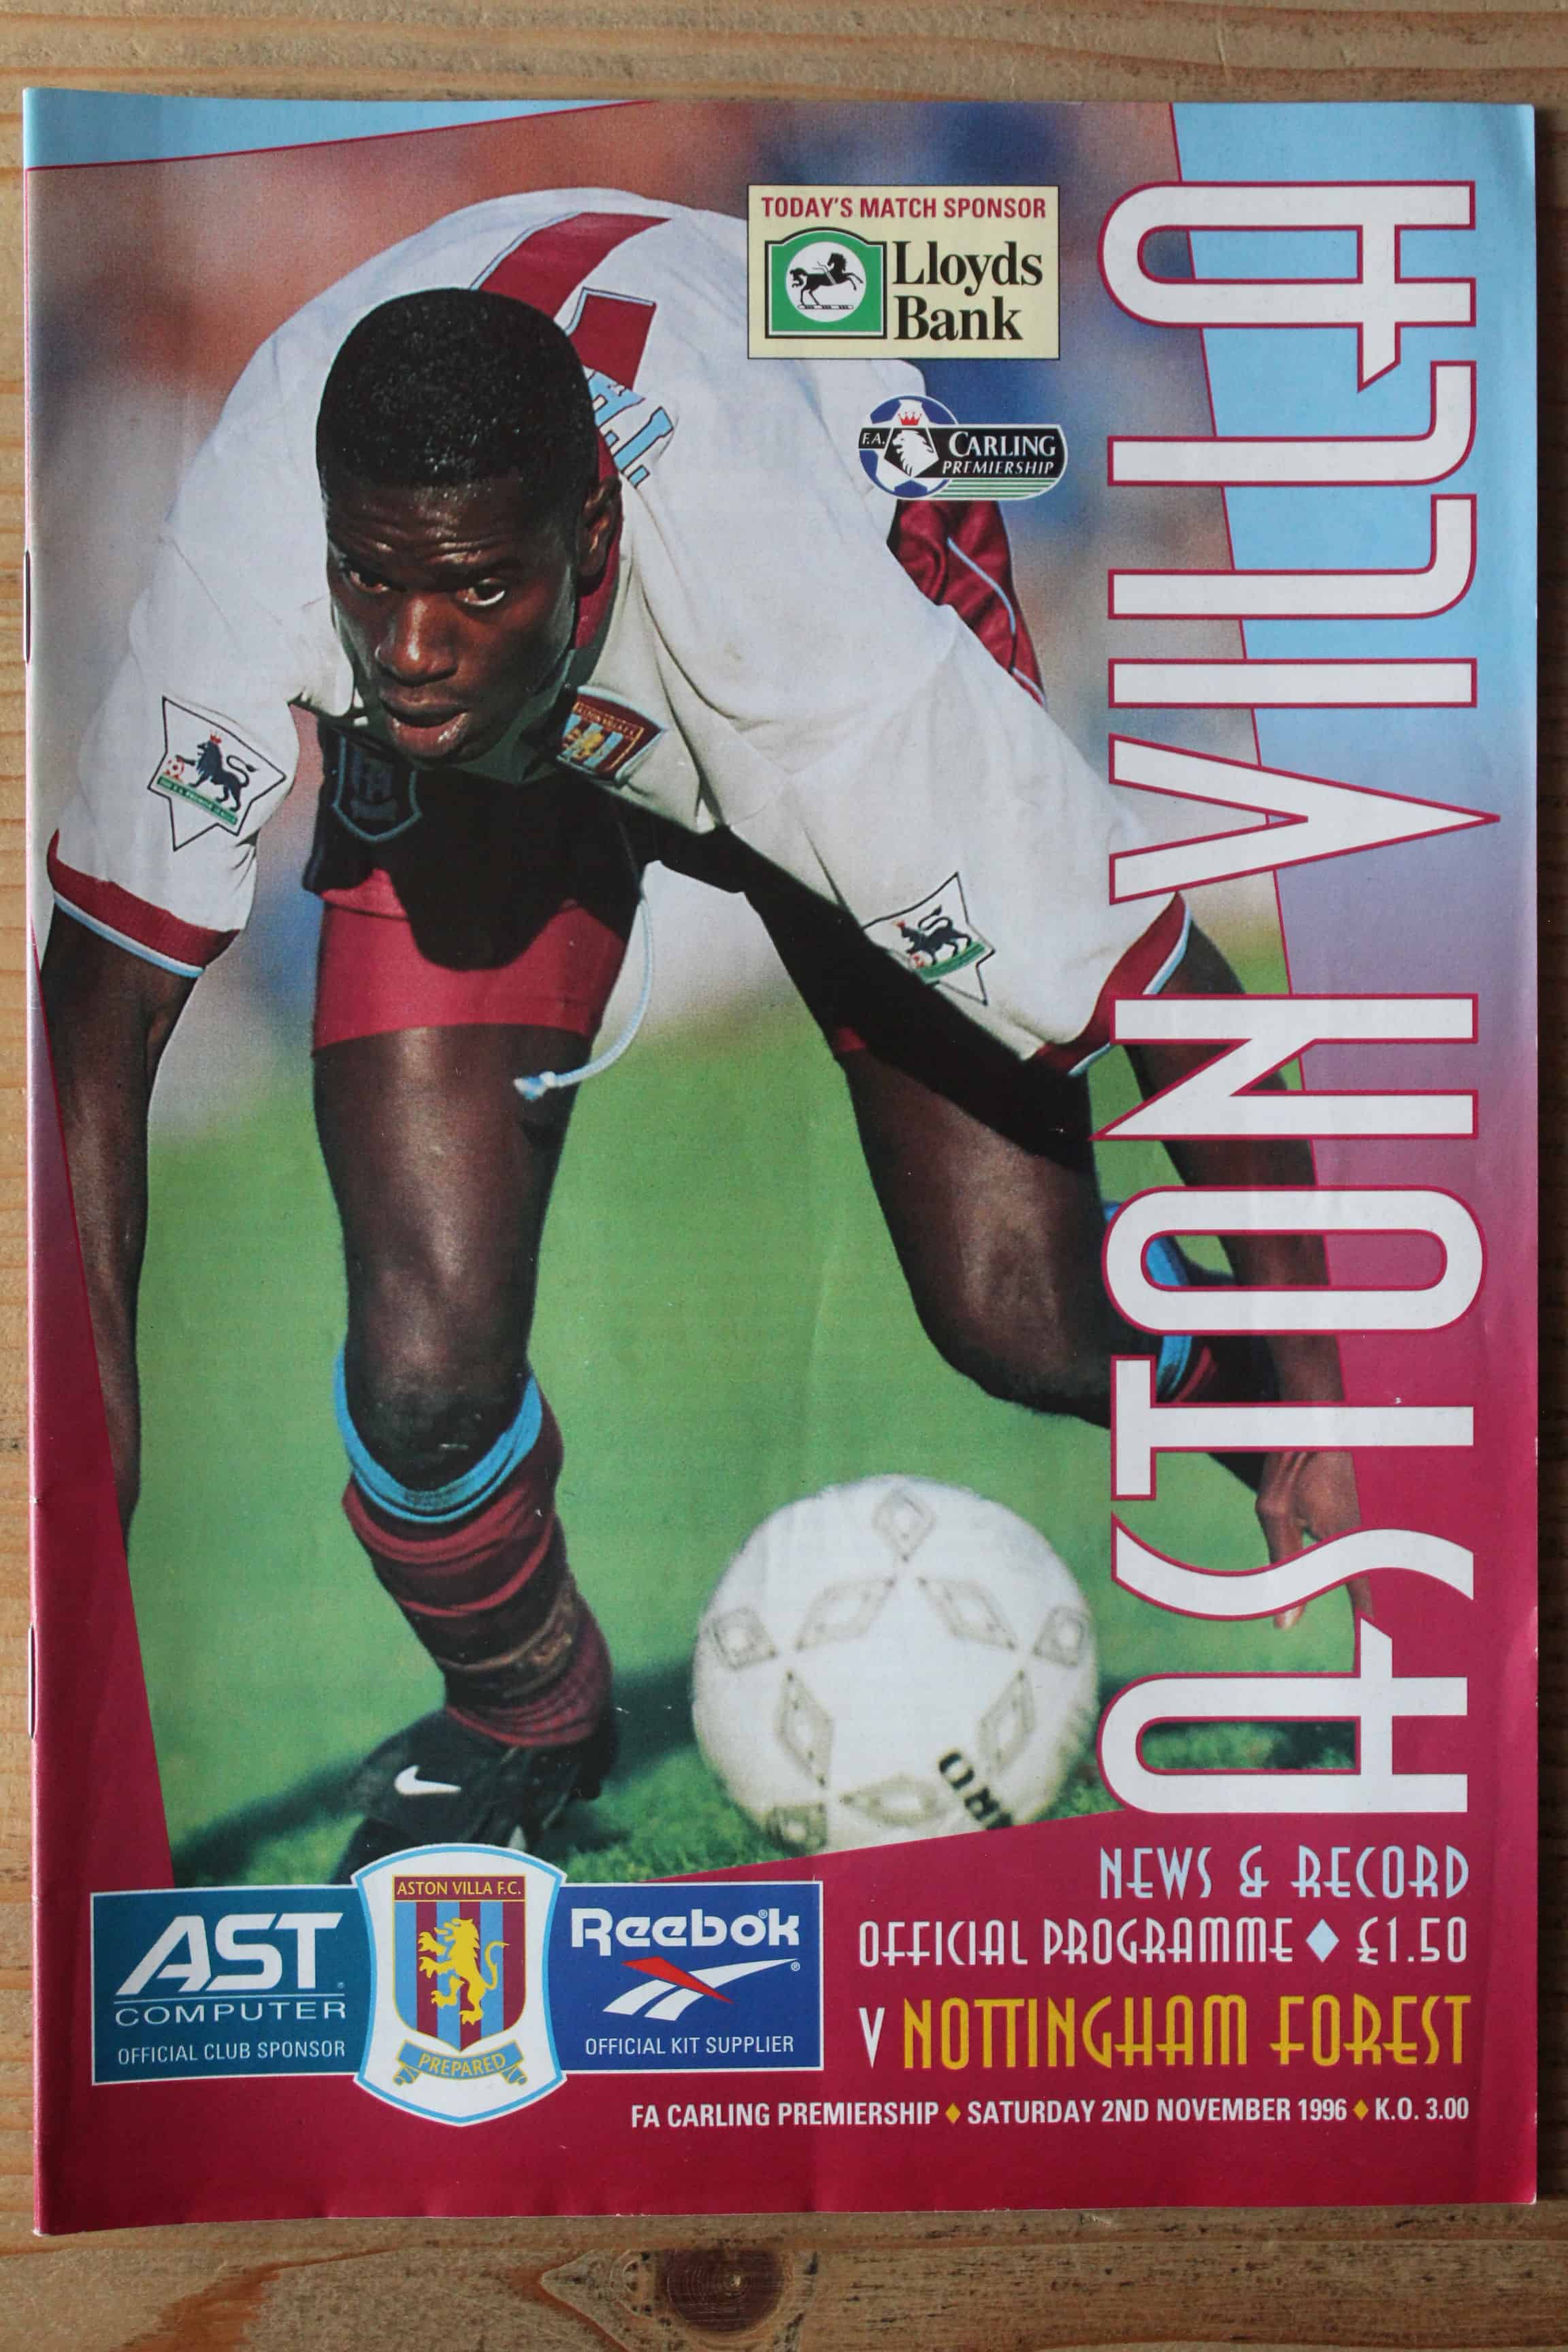 TODAY'S MATCH SPONSOR
Lloyds
Bank
F.A. CARLING
PREMIERSHIP
ASTON VILLA
NEWS & RECORD
OFFICIAL PROGRAMME ♦ £1.50
V NOTTINGHAM FOREST
FA CARLING PREMIERSHIP ♦ SATURDAY 2ND NOVEMBER 1996 ♦ K.O. 3.00
AST
COMPUTER
OFFICIAL CLUB SPONSOR
ASTON VILLA F.C.
PREPARED
Reebok
OFFICIAL KIT SUPPLIER